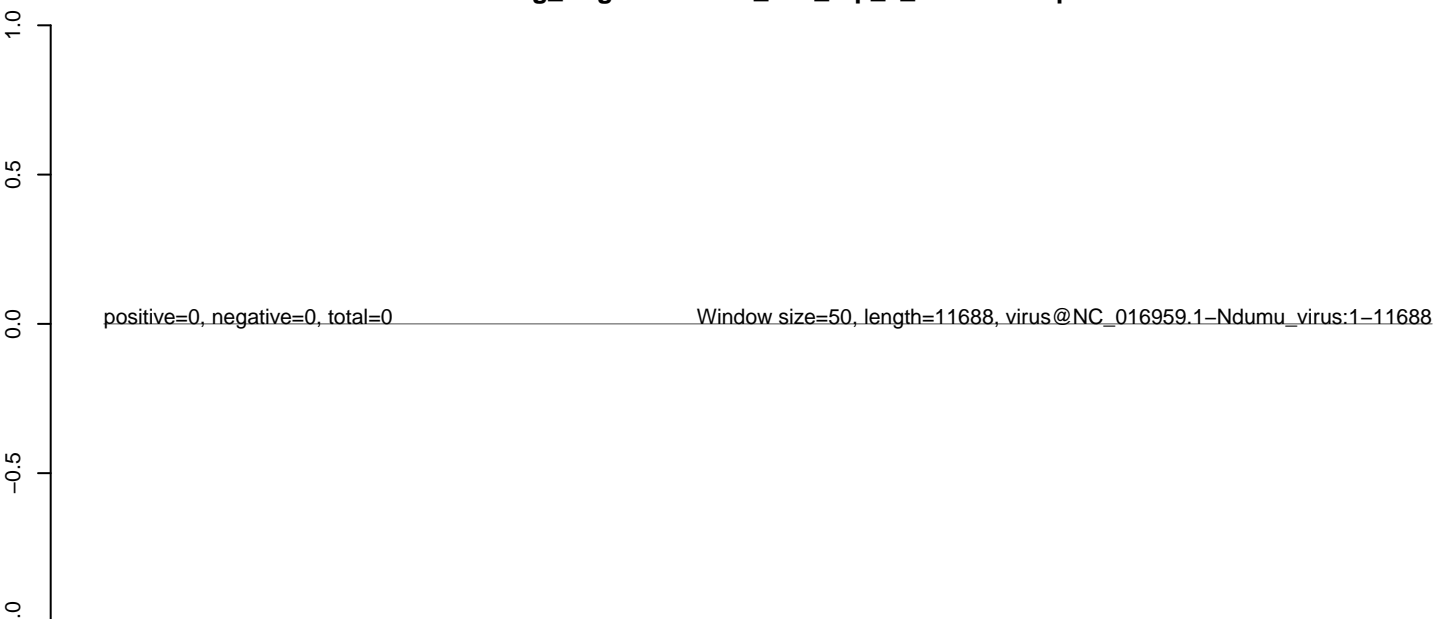 1.0
0.5
positive=0, negative=0, total=0 Window size=50, length=11688, virus@NC_016959.1−Ndumu_virus:1−11688
0.0
−0.5